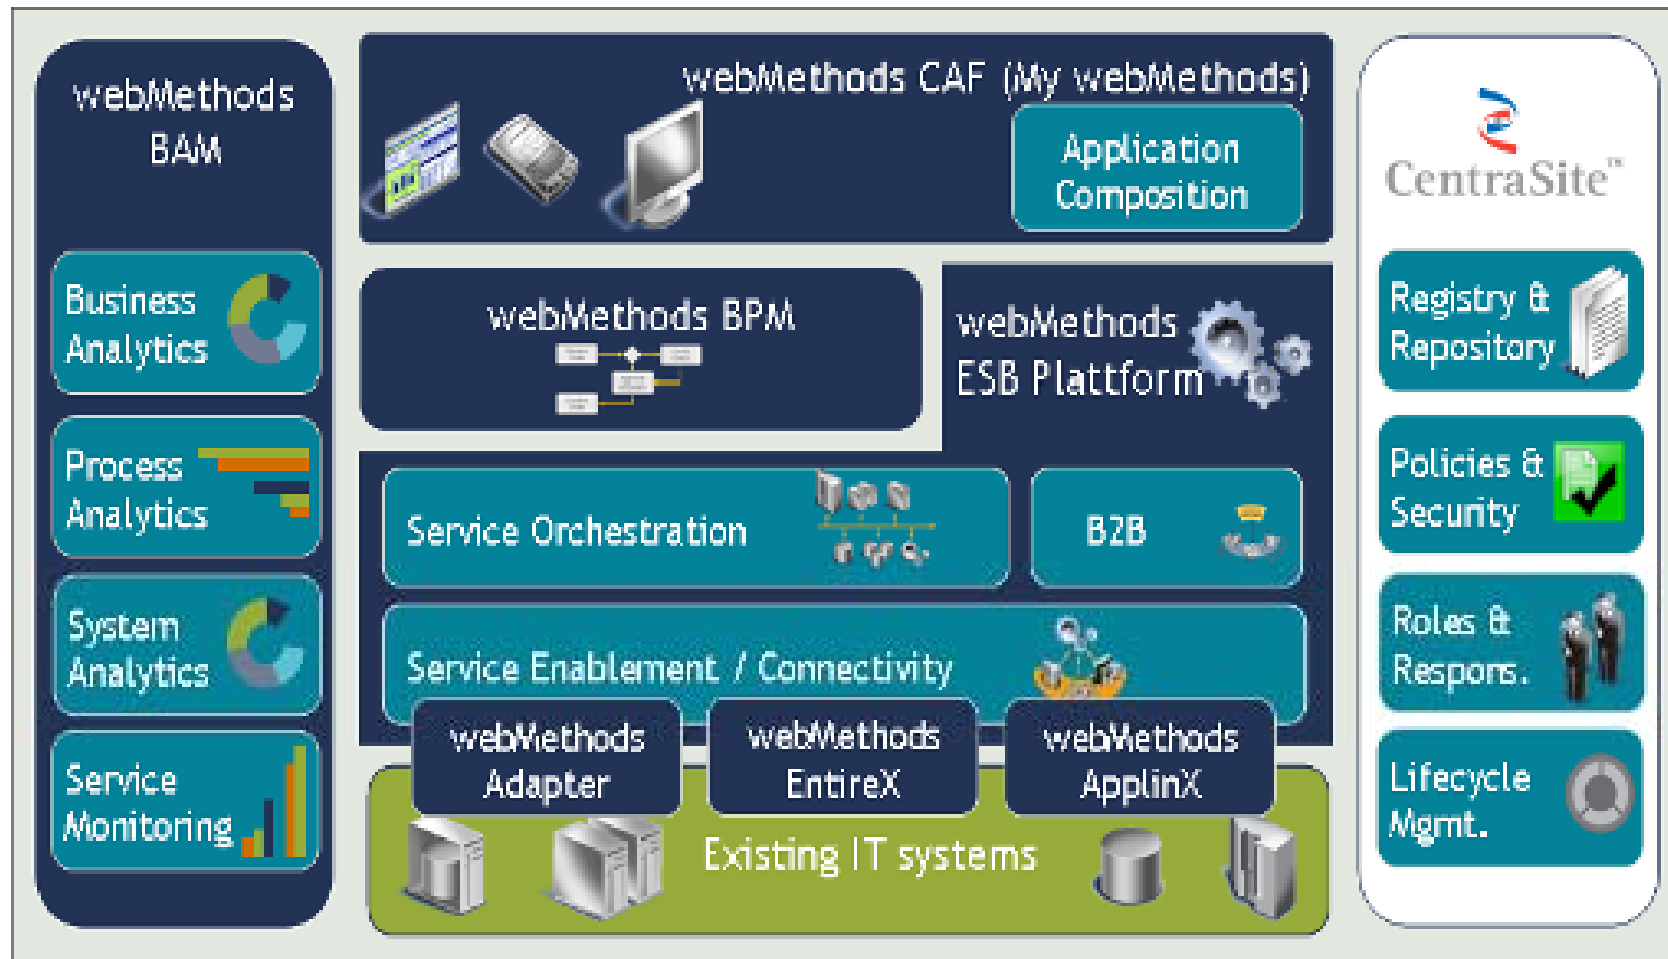 webMethods
BAM
Business
Analytics
Process
Analytics
System
Analytics
Service
Monitoring
webMethods CAF (My webMethods)
Application
Composition
webMethods BPM
webMethods
ESB Plattform
Service Orchestration
B2B
Service Enablement / Connectivity
webMethods
Adapter
webMethods
EntireX
webMethods
ApplinX
Existing IT systems
CentraSite™
Registry &
Repository
Policies &
Security
Roles &
Respons.
Lifecycle
Mgmt.